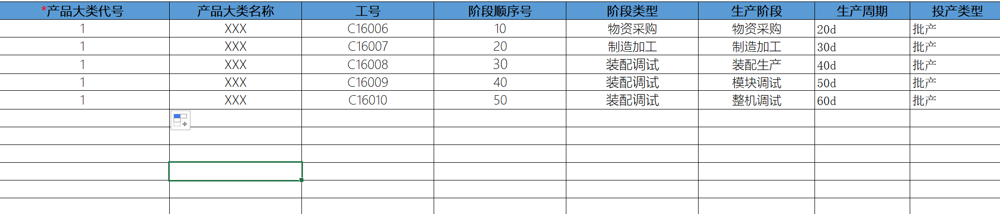 *产品大类代号 产品大类名称 工号 阶段顺序号 阶段类型 生产阶段 生产周期 投产类型
1 XXX C16006 10 物资采购 物资采购 20d 批产
1 XXX C16007 20 制造加工 制造加工 30d 批产
1 XXX C16008 30 装配调试 装配生产 40d 批产
1 XXX C16009 40 装配调试 模块调试 50d 批产
1 XXX C16010 50 装配调试 整机调试 60d 批产